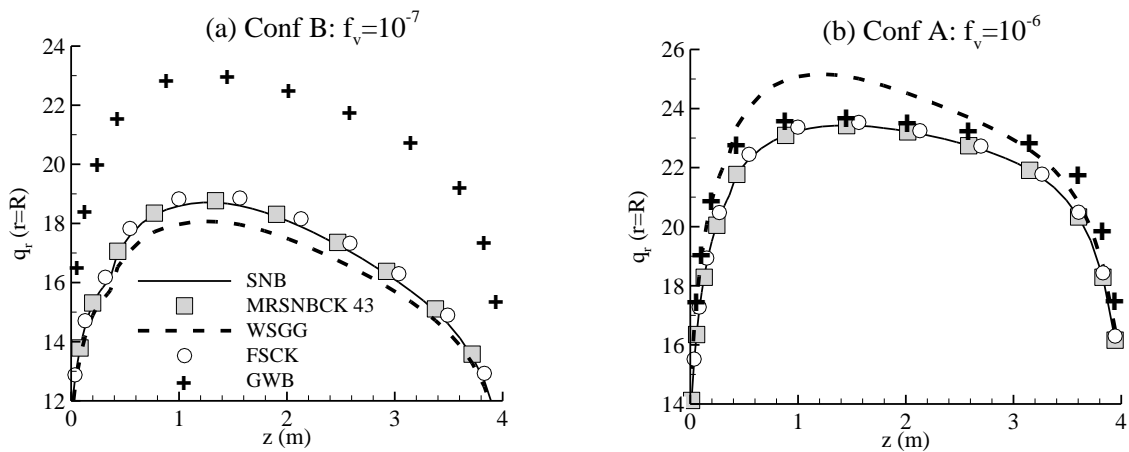 (a) Conf B: f_v=10^-7
24
22
20
18
16
14
12
q_r (r=R)
SNB
MRSNBCK 43
WSGG
FSCK
GWB
0
1
2
3
4
z (m)
(b) Conf A: f_v=10^-6
26
24
22
20
18
16
14
q_r (r=R)
0
1
2
3
4
z (m)